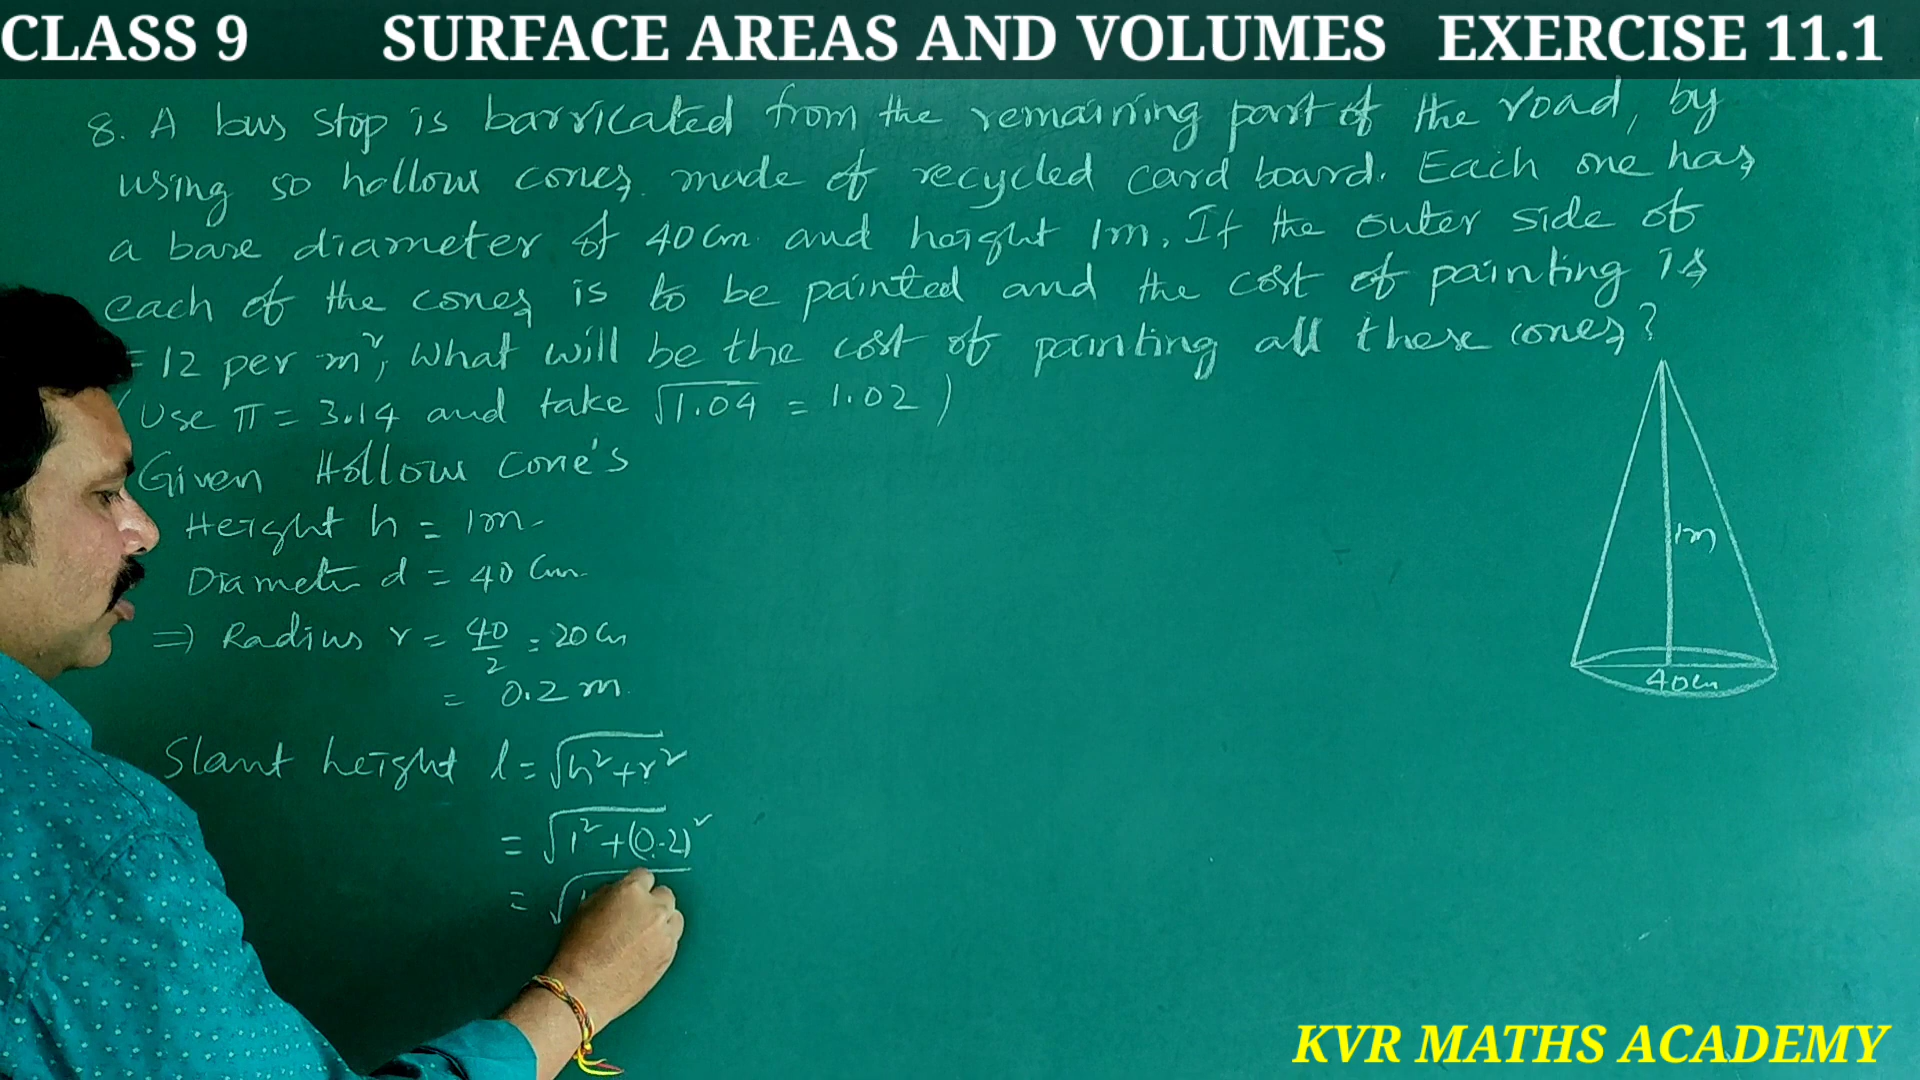 CLASS 9 SURFACE AREAS AND VOLUMES EXERCISE 11.1
8. A bus stop is barricated from the remaining part of the road, by
using 50 hollow cones made of recycled card board. Each one has
a base diameter of 40 cm and height 1m. If the outer side of
each of the cones is to be painted and the cost of painting is
= 12 per m², what will be the cost of painting all these cones?
(Use π = 3.14 and take √1.04 = 1.02)
Given Hollow Cone's
Height h = 1m
Diameter d = 40 cm
⇒ Radius r = 40/2 = 20 cm
= 0.2 m
Slant height l = √h²+r²
= √1²+(0.2)²
= √1
1m
40cm
KVR MATHS ACADEMY